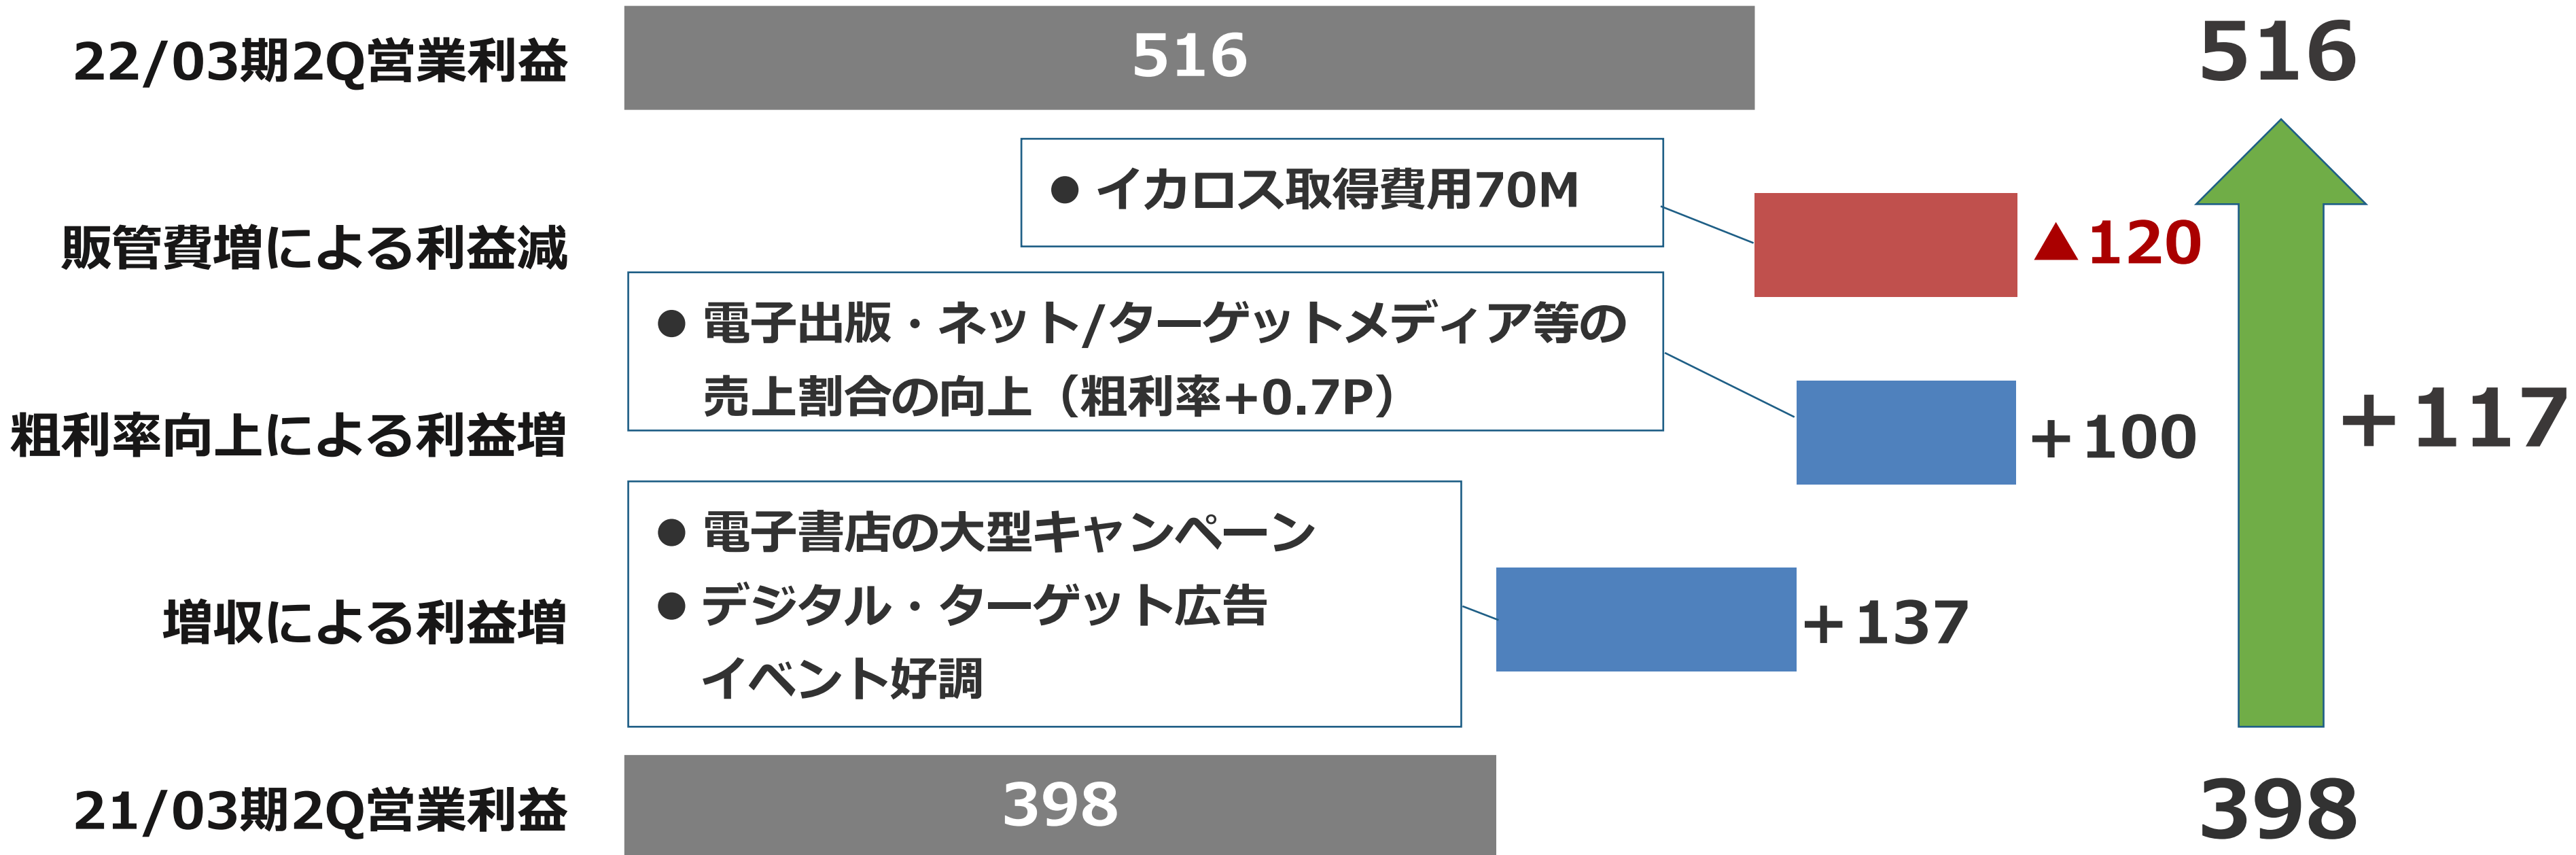 22/03期2Q営業利益
516
516
● イカロス取得費用70M
販管費増による利益減
▲120
● 電子出版・ネット/ターゲットメディア等の
売上割合の向上（粗利率+0.7P）
粗利率向上による利益増
＋100
＋117
● 電子書店の大型キャンペーン
● デジタル・ターゲット広告
イベント好調
増収による利益増
＋137
21/03期2Q営業利益
398
398